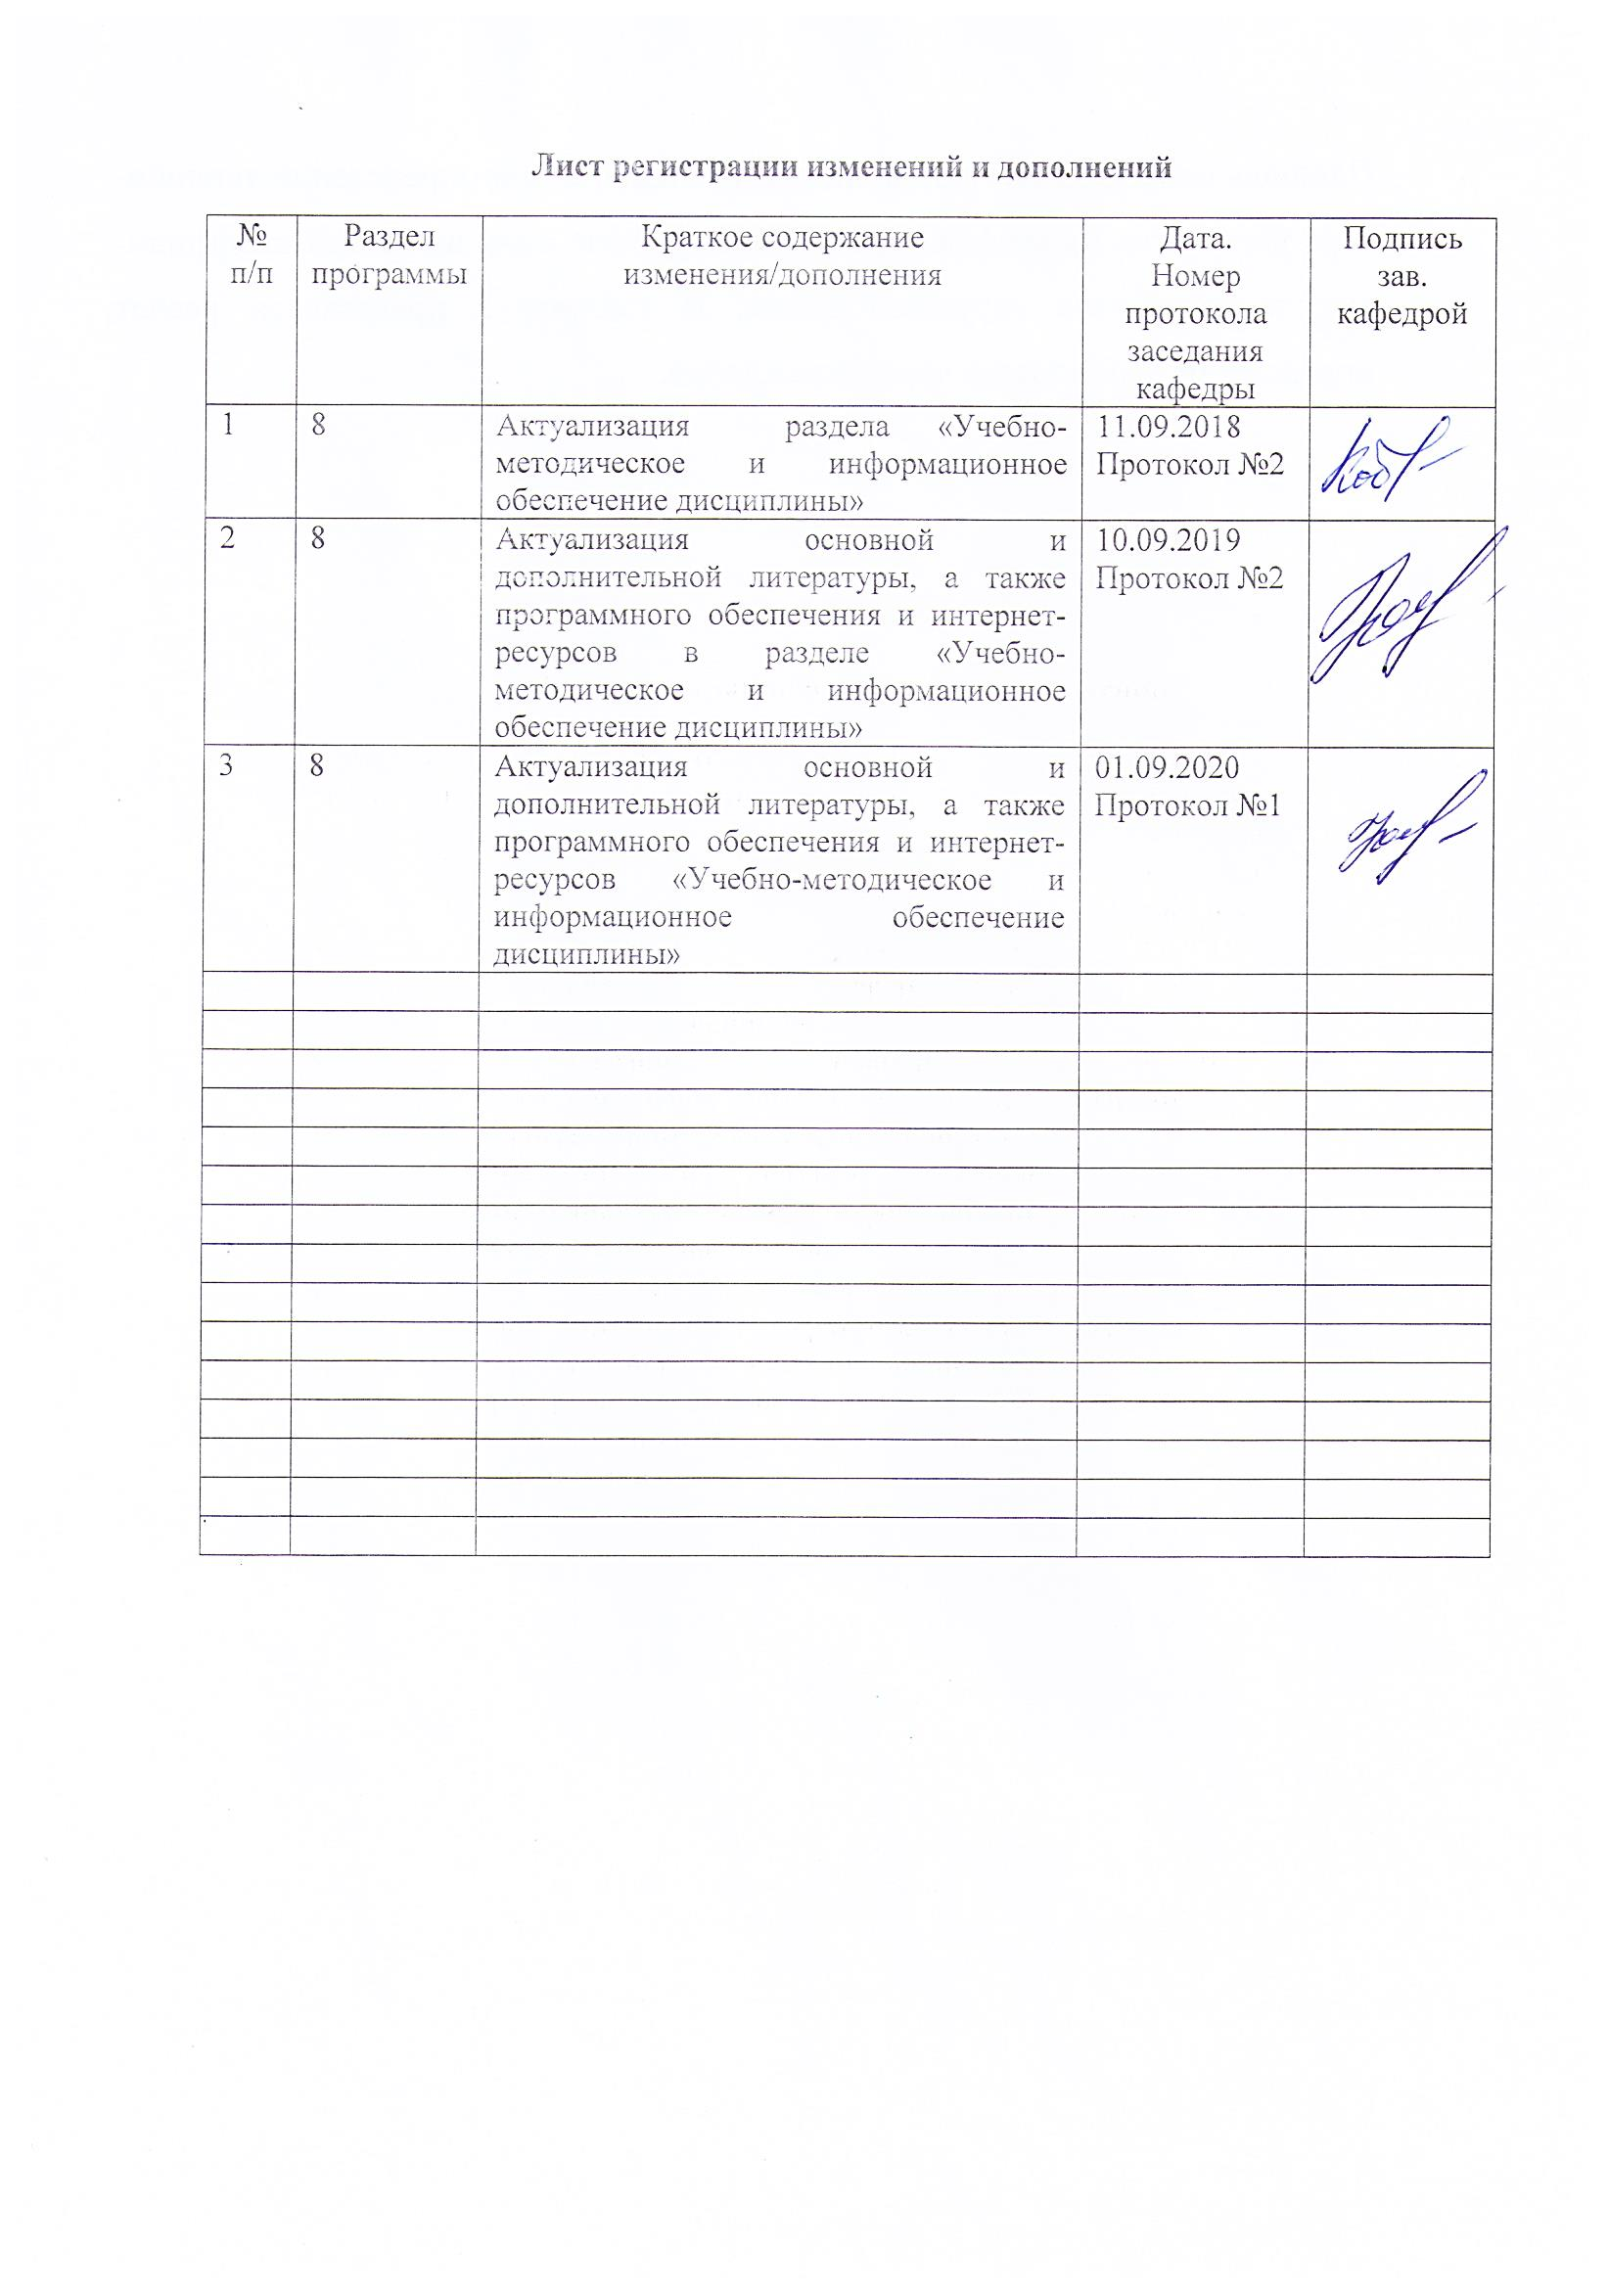 Лист регистрации изменений и дополнений
№
п/п
Раздел
программы
Краткое содержание
изменения/дополнения
Дата.
Номер
протокола
заседания
кафедры
Подпись
зав.
кафедрой
1
8
Актуализация раздела «Учебно-
методическое и информационное
обеспечение дисциплины»
11.09.2018
Протокол №2
2
8
Актуализация основной и
дополнительной литературы, а также
программного обеспечения и интернет-
ресурсов в разделе «Учебно-
методическое и информационное
обеспечение дисциплины»
10.09.2019
Протокол №2
3
8
Актуализация основной и
дополнительной литературы, а также
программного обеспечения и интернет-
ресурсов «Учебно-методическое и
информационное обеспечение
дисциплины»
01.09.2020
Протокол №1